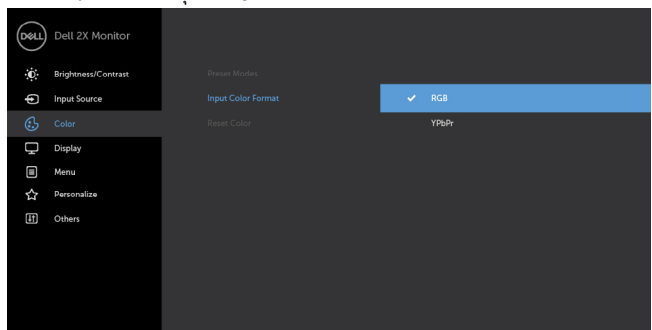 DELL Dell 2X Monitor
Brightness/Contrast
Input Source
Color
Display
Menu
Personalize
Others
Preset Modes
Input Color Format
Reset Color
RGB
YPbPr